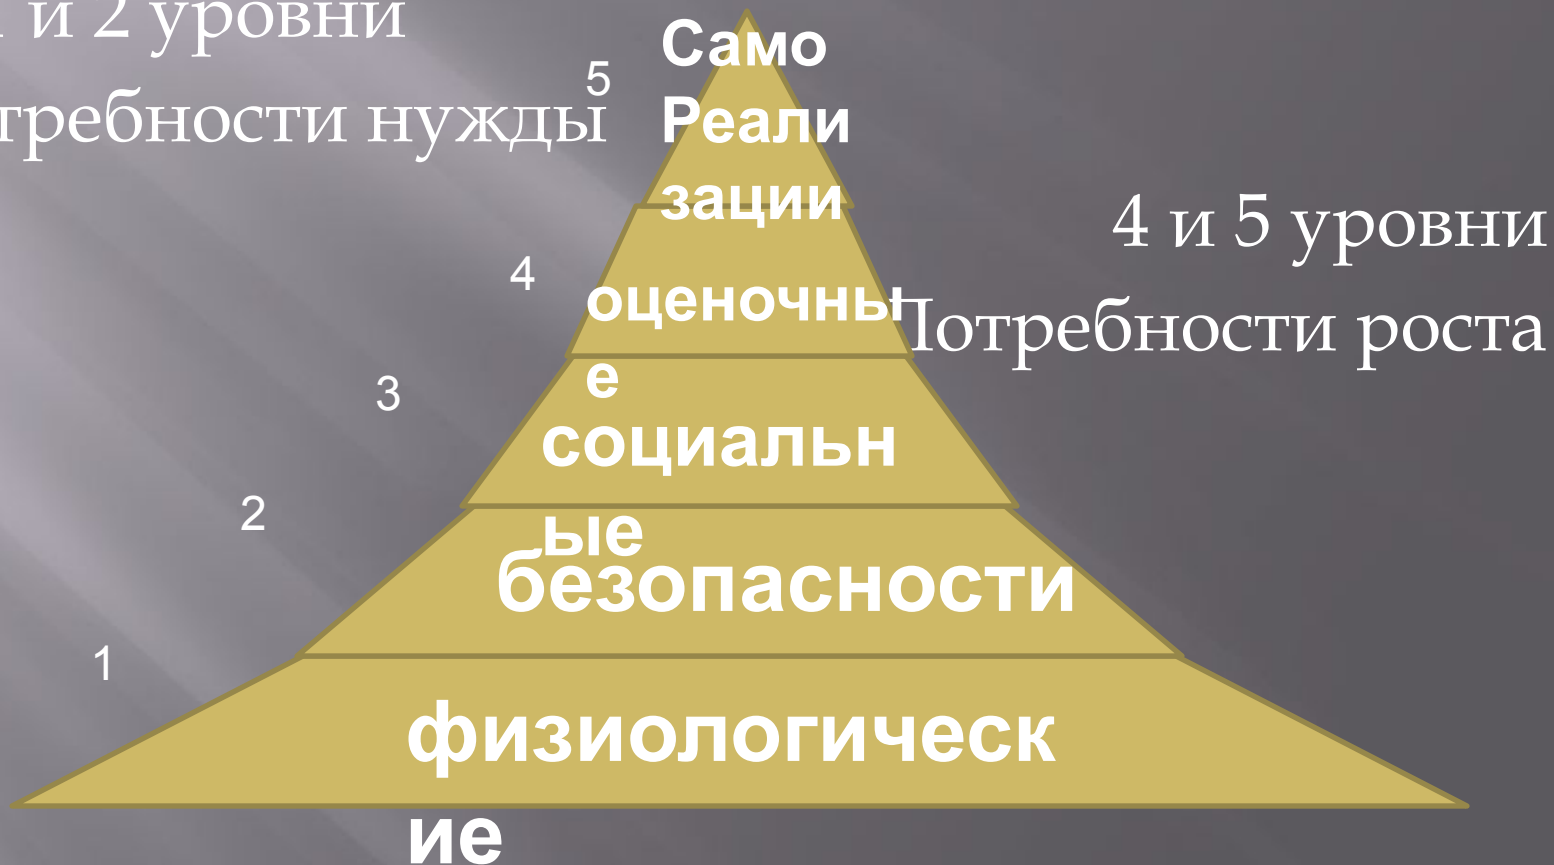 и 2 уровни
требности нужды
5
Само
Реали
зации
4 и 5 уровни
Потребности роста
4
оценочны
е
3
социальн
ые
2
безопасности
1
физиологическ
ие